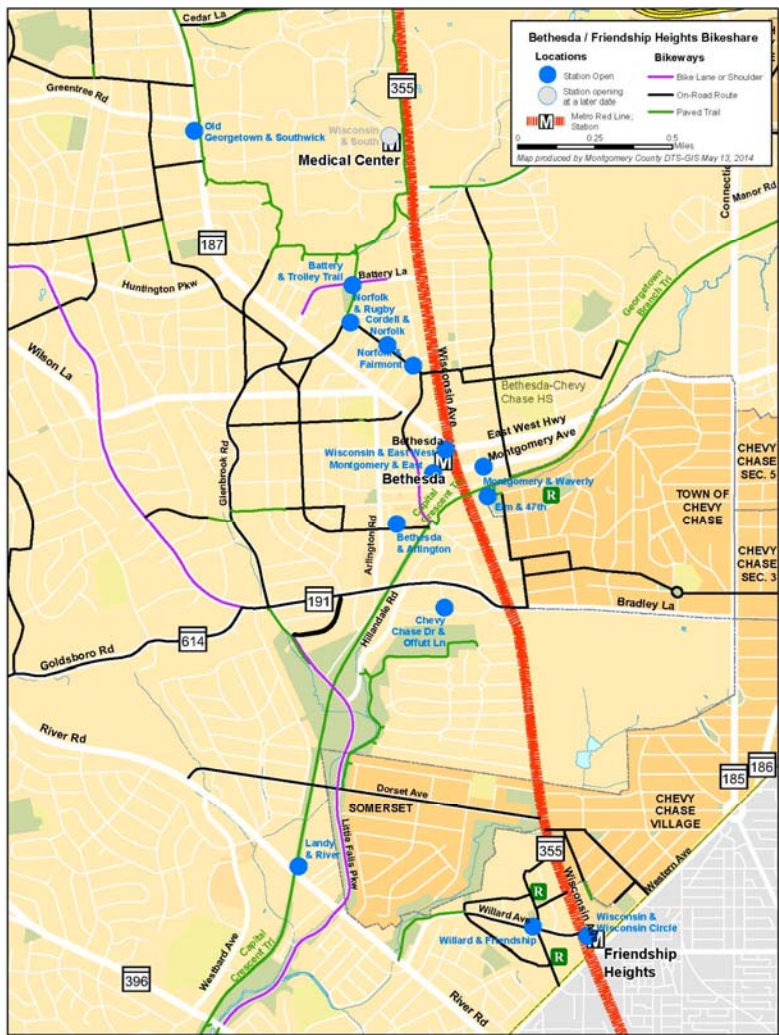 Cedar La
Bethesda / Friendship Heights Bikeshare
Locations
Bikeways
Station Open
Bike Lane or Shoulder
Station opening
at a later date
On-Road Route
Metro Red Line;
Station
Paved Trail
M
0 0.25 0.5
Miles
Map produced by Montgomery County DTS-GIS May 13, 2014
355
Greentree Rd
Old
Georgetown & Southwick
Wisconsin
& South
M
Medical Center
Connecti
Manor Rd
187
Huntington Pkwy
Battery
& Trolley Trail
Battery La
Norfolk
& Rugby
Cordell &
Norfolk
Norfolk &
Fairmont
Wisconsin Ave
Georgetown
Branch Trl
Wilson La
Bethesda-Chevy
Chase HS
East West Hwy
Montgomery Ave
Bethesda
Wisconsin & East West
Montgomery & East
M
Bethesda
Montgomery & Waverly
Elm & 47th
R
CHEVY
CHASE
SEC. 5
TOWN OF
CHEVY
CHASE
CHEVY
CHASE
SEC. 3
Glenbrook Rd
Capital
Crescent Trl
Arlington Rd
Bethesda
& Arlington
191
Hillandale Rd
Bradley La
Chevy
Chase Dr &
Offutt Ln
614
Goldsboro Rd
River Rd
Dorset Ave
SOMERSET
185
186
CHEVY
CHASE
VILLAGE
355
Landy
& River
Little Falls Pkwy
Western Ave
Wisconsin
R
Willard Ave
Wisconsin &
Wisconsin Circle
Willard & Friendship
M
R
Friendship
Heights
Westbard Ave
Capital
Crescent Trl
396
River Rd